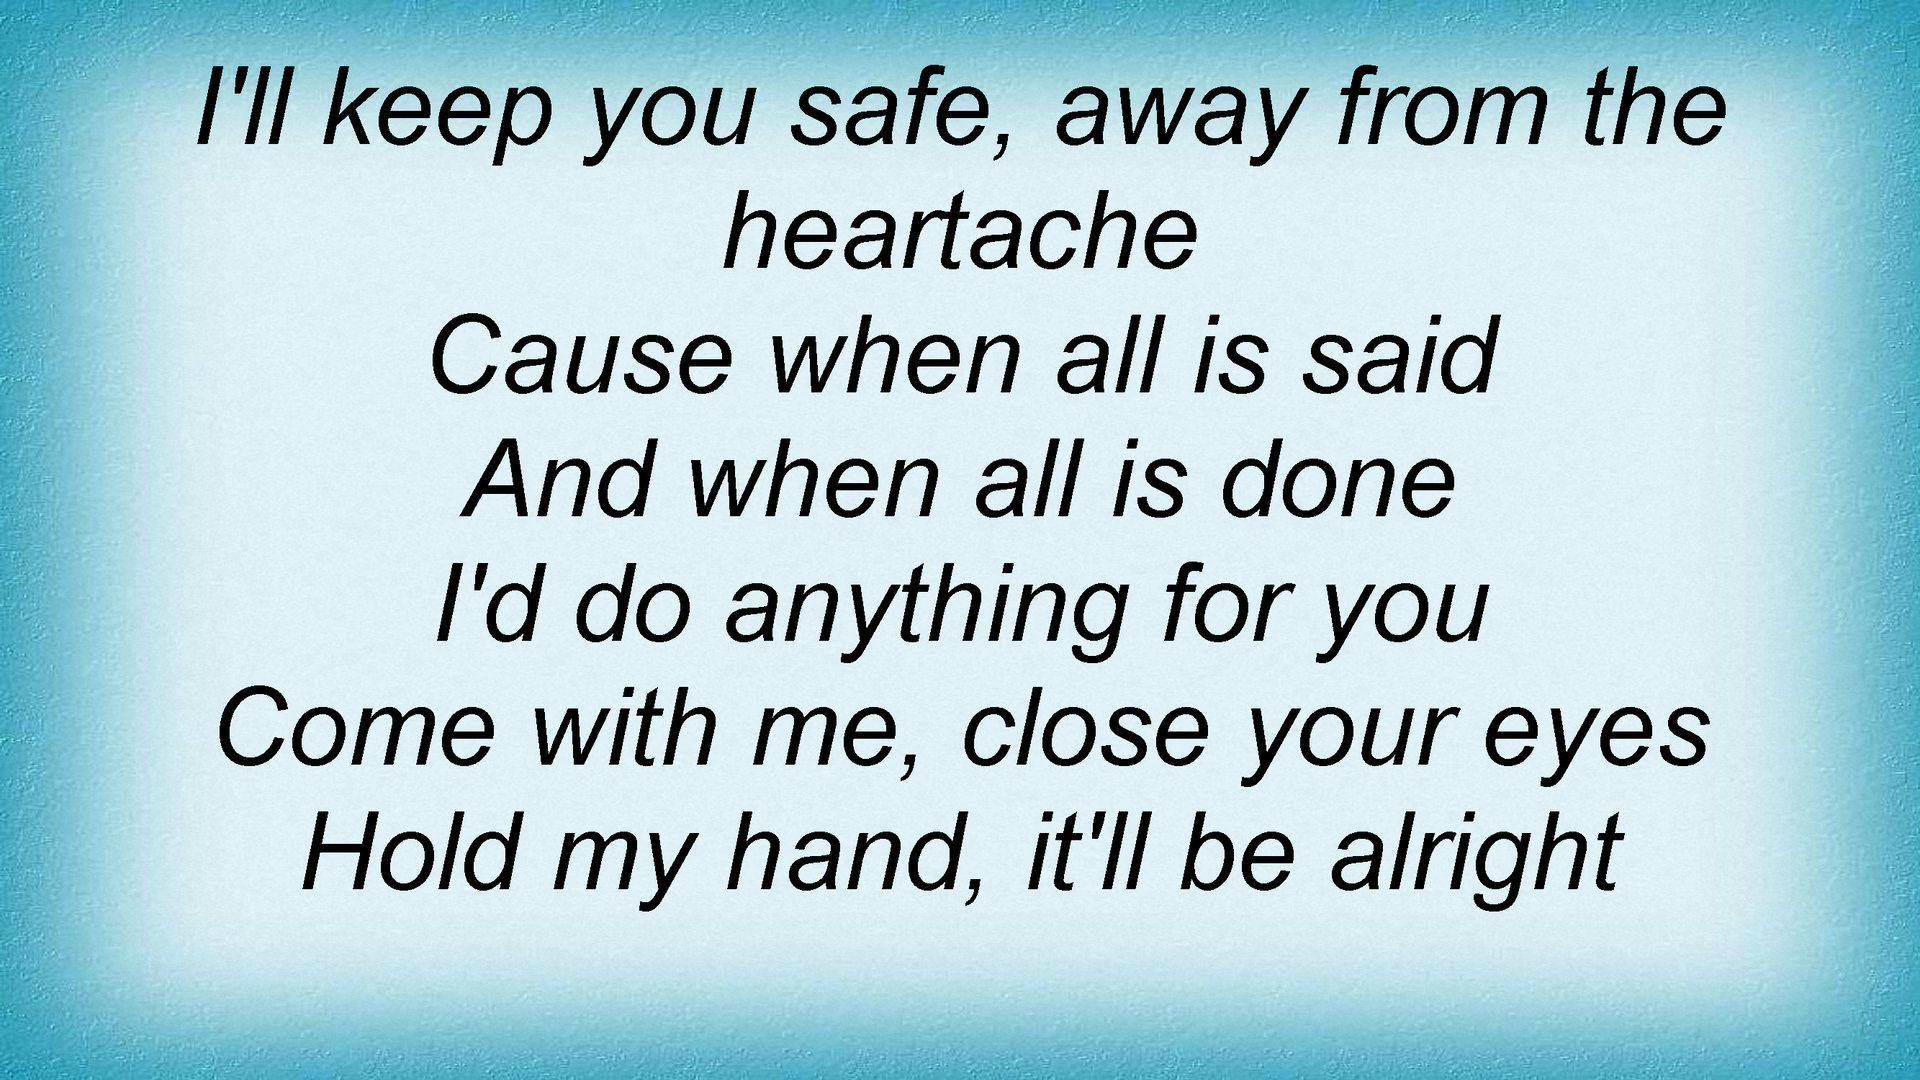 I'll keep you safe, away from the
heartache
Cause when all is said
And when all is done
I'd do anything for you
Come with me, close your eyes
Hold my hand, it'll be alright